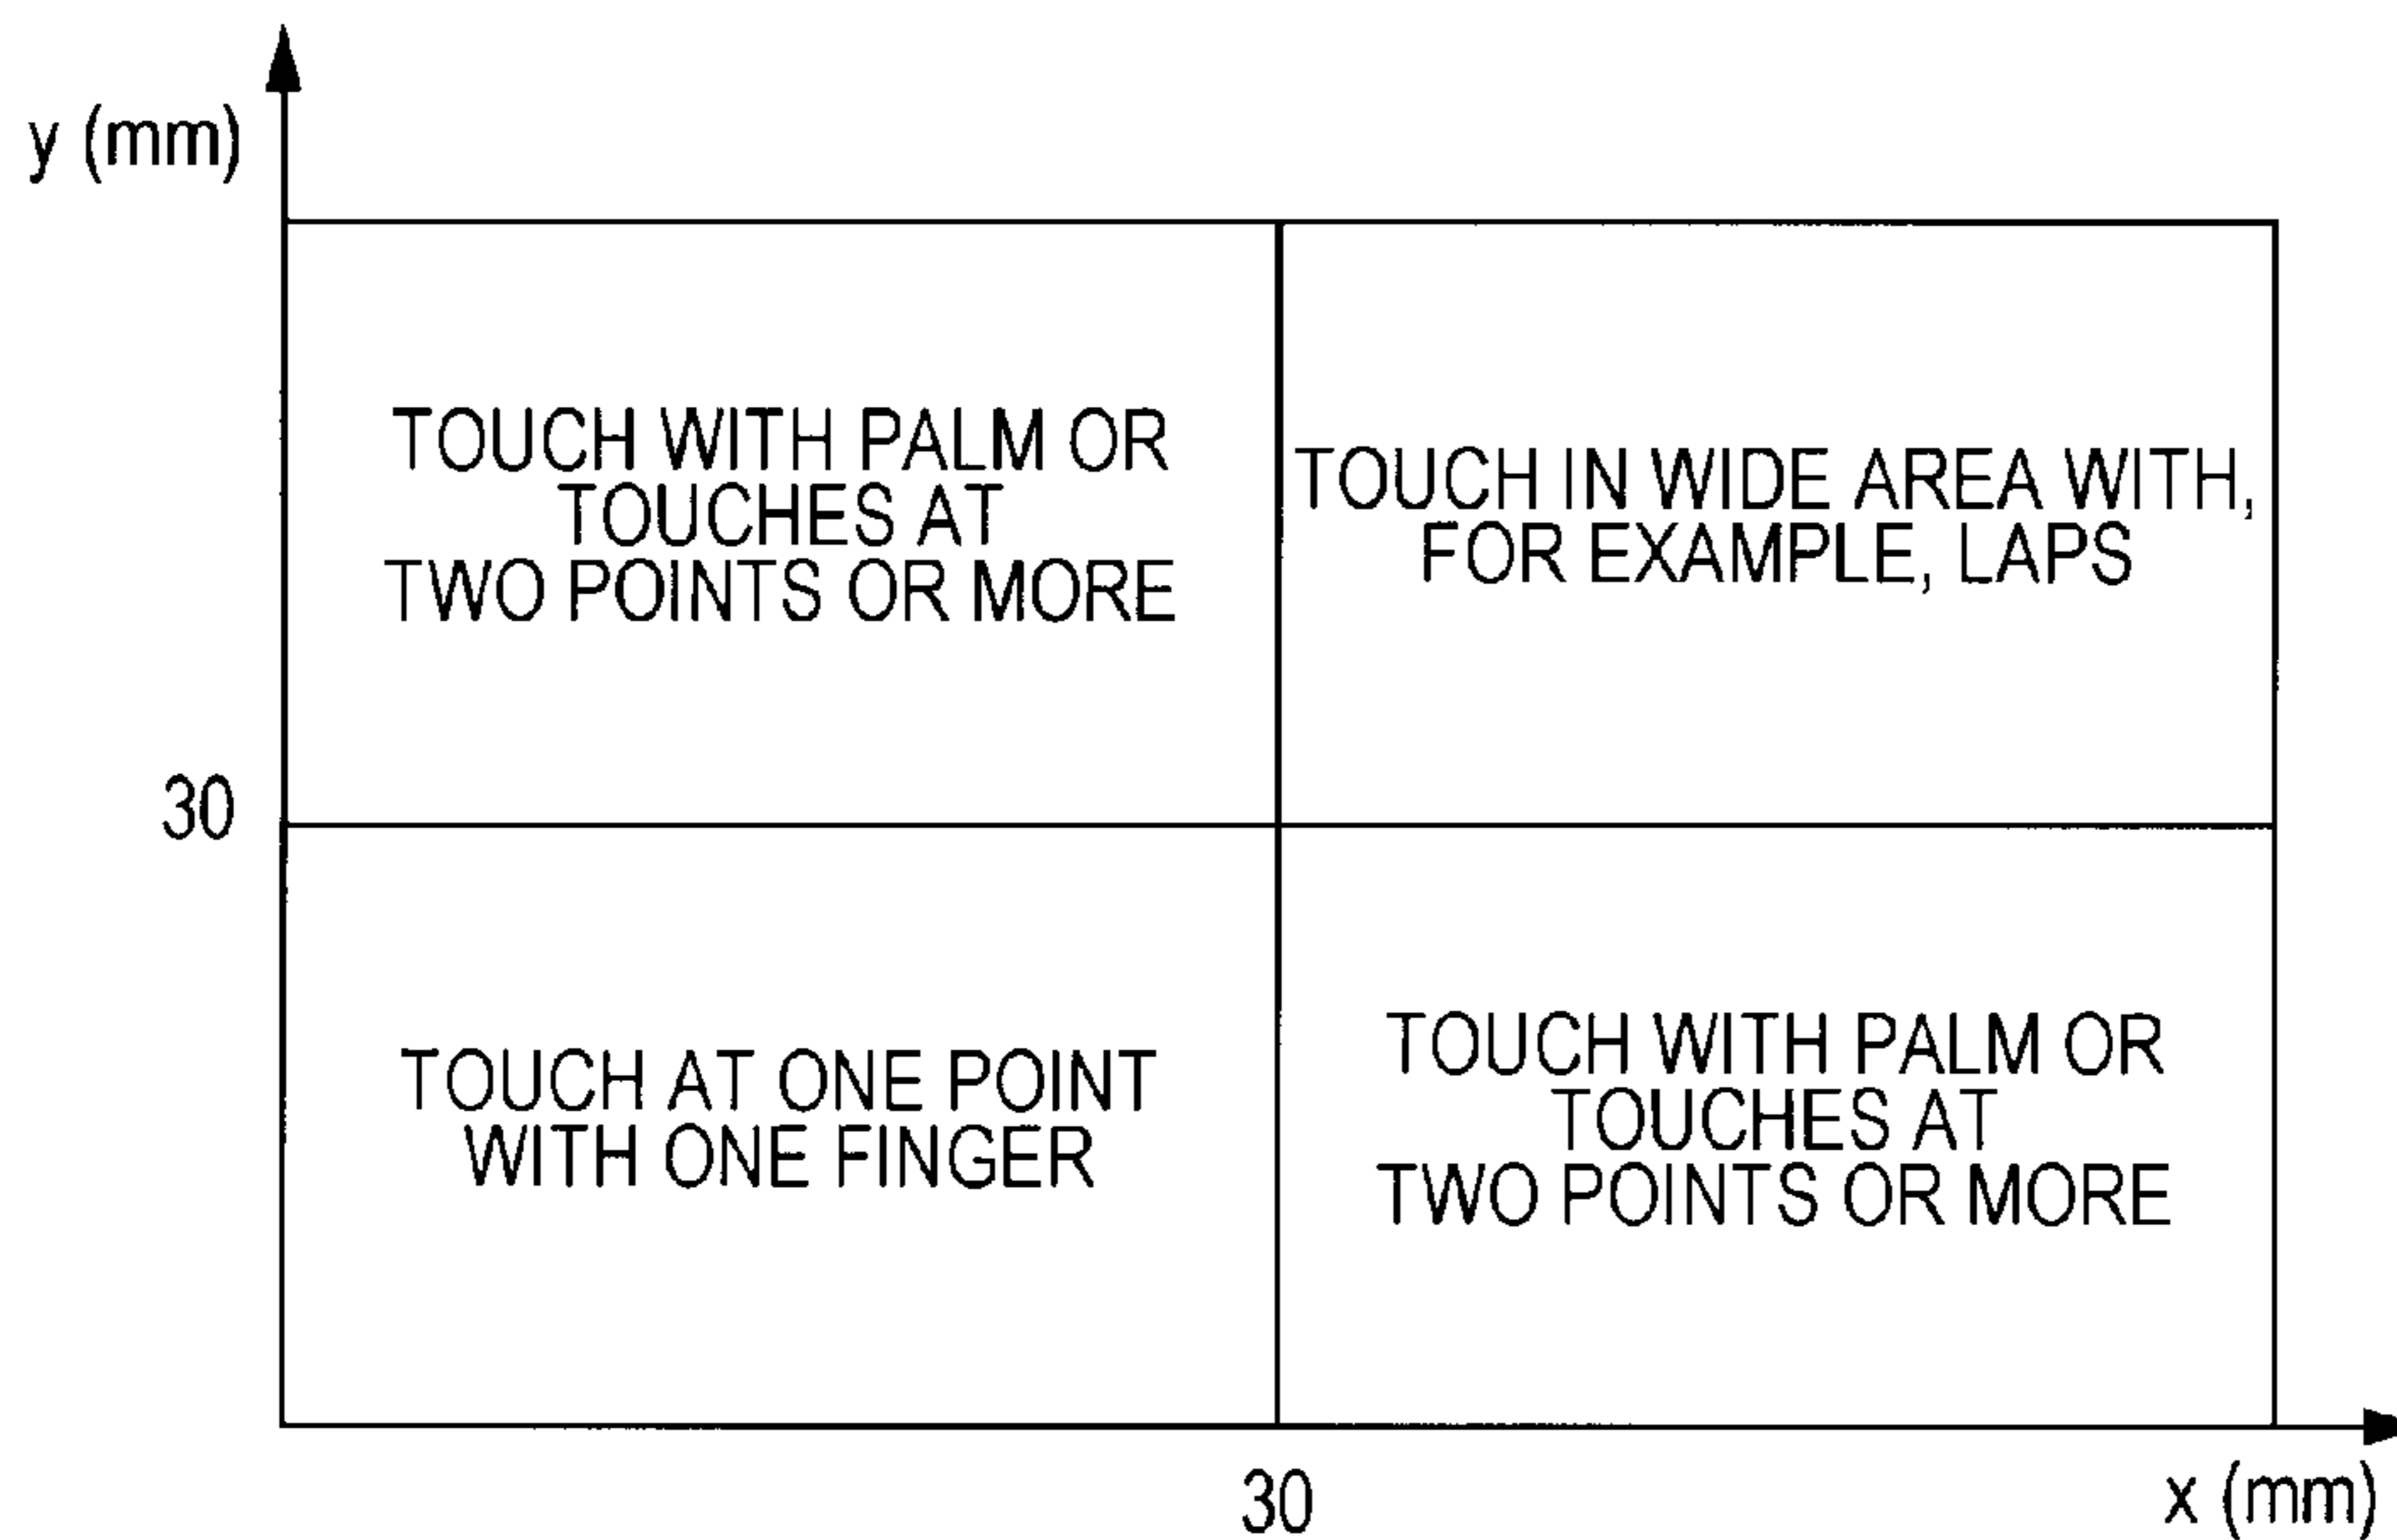 y (mm)
TOUCH WITH PALM OR
TOUCHES AT
TWO POINTS OR MORE
TOUCH IN WIDE AREA WITH,
FOR EXAMPLE, LAPS
30
TOUCH AT ONE POINT
WITH ONE FINGER
TOUCH WITH PALM OR
TOUCHES AT
TWO POINTS OR MORE
30
x (mm)